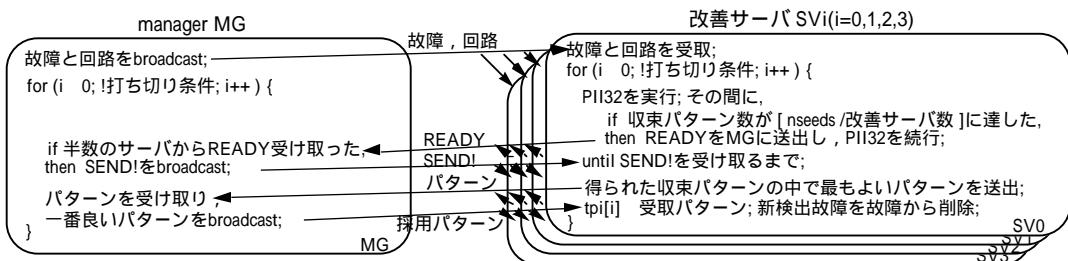 manager MG
故障と回路をbroadcast;
for (i 0; !打ち切り条件; i++ ) {
if 半数のサーバからREADY受け取った,
then SEND!をbroadcast;
パターンを受け取り,
一番良いパターンをbroadcast;
}
MG
故障 , 回路
READY
SEND!
パターン
採用パターン
改善サーバ SVi(i=0,1,2,3)
故障と回路を受取;
for (i 0; !打ち切り条件; i++ ) {
PII32を実行; その間に,
if 収束パターン数が [ nseeds /改善サーバ数 ]に達した,
then READYをMGに送出し , PII32を続行;
until SEND!を受け取るまで;
得られた収束パターンの中で最もよいパターンを送出;
tpi[i] 受取パターン; 新検出故障を故障から削除;
}
SV0
SV1
SV2
SV3